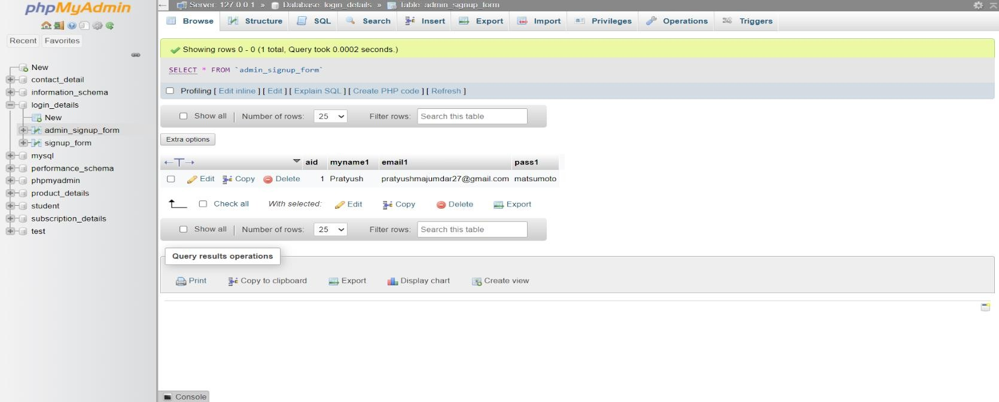 phpMyAdmin
Recent Favorites
New
contact_detail
information_schema
login_details
New
admin_signup_form
signup_form
mysql
performance_schema
phpmyadmin
product_details
student
subscription_details
test
Server: 127.0.0.1 » Database: login_details » Table: admin_signup_form
Browse Structure SQL Search Insert Export Import Privileges Operations Triggers
Showing rows 0 - 0 (1 total, Query took 0.0002 seconds.)
SELECT * FROM `admin_signup_form`
Profiling [ Edit inline ] [ Edit ] [ Explain SQL ] [ Create PHP code ] [ Refresh ]
Show all | Number of rows: 25 Filter rows: Search this table
Extra options
←T→ aid myname1 email1 pass1
Edit Copy Delete 1 Pratyush pratyushmajumdar27@gmail.com matsumoto
Check all With selected: Edit Copy Delete Export
Show all | Number of rows: 25 Filter rows: Search this table
Query results operations
Print Copy to clipboard Export Display chart Create view
Console